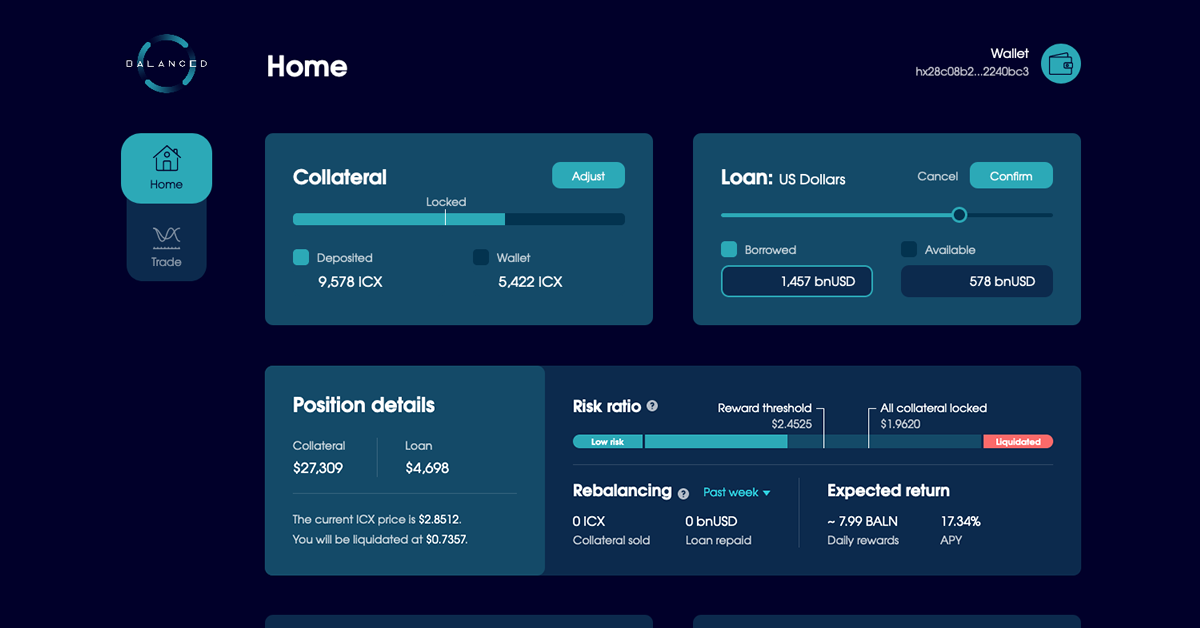 BALANCED
Home
Wallet
hx28c08b2...2240bc3
Home
Trade
Collateral
Adjust
Locked
Deposited
9,578 ICX
Wallet
5,422 ICX
Loan: US Dollars
Cancel
Confirm
Borrowed
1,457 bnUSD
Available
578 bnUSD
Position details
Collateral
$27,309
Loan
$4,698
The current ICX price is $2.8512.
You will be liquidated at $0.7357.
Risk ratio ?
Reward threshold
$2.4525
All collateral locked
$1.9620
Low risk
Liquidated
Rebalancing ? Past week
0 ICX
Collateral sold
0 bnUSD
Loan repaid
Expected return
~ 7.99 BALN
Daily rewards
17.34%
APY